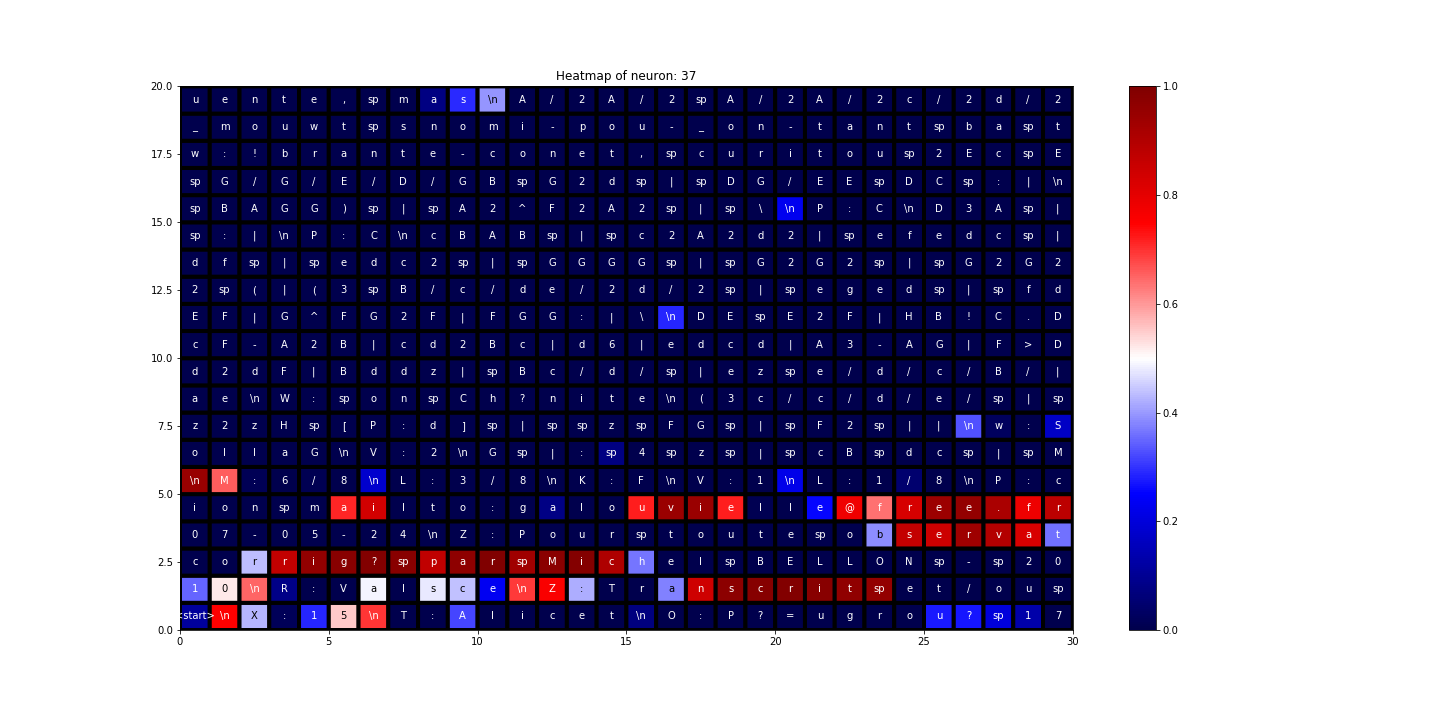 Heatmap of neuron: 37
20.0 u e n t e , sp m a s \n A / 2 A / 2 sp A / 2 A / 2 c / 2 d / 2 1.0
_ m o u w t sp s n o m i - p o u - _ o n - t a n t sp b a sp t
17.5 w : ! b r a n t e - c o n e t , sp c u r i t o u sp 2 E c sp E
sp G / G / E / D / G B sp G 2 d sp | sp D G / E E sp D C sp : | \n
15.0 sp B A G G ) sp | sp A 2 ^ F 2 A 2 sp | sp \ \n P : C \n D 3 A sp | 0.8
sp : | \n P : C \n c B A B sp | sp c 2 A 2 d 2 | sp e f e d c sp |
d f sp | sp e d c 2 sp | sp G G G G sp | sp G 2 G 2 sp | sp G 2 G 2
12.5 2 sp ( | ( 3 sp B / c / d e / 2 d / 2 sp | sp e g e d sp | sp f d 0.6
E F | G ^ F G 2 F | F G G : | \ \n D E sp E 2 F | H B ! C . D
10.0 c F - A 2 B | c d 2 B c | d 6 | e d c d | A 3 - A G | F > D
d 2 d F | B d d z | sp B c / d / sp | e z sp e / d / c / B / |
a e \n W : sp o n sp C h ? n i t e \n ( 3 c / c / d / e / sp | sp 0.4
7.5 z 2 z H sp [ P : d ] sp | sp sp z sp F G sp | sp F 2 sp | | \n w : S
o l l a G \n V : 2 \n G sp | : sp 4 sp z sp | sp c B sp d c sp | sp M
5.0 \n M : 6 / 8 \n L : 3 / 8 \n K : F \n V : 1 \n L : 1 / 8 \n P : c
i o n sp m a i l t o : g a l o u v i e l l e @ f r e e . f r 0.2
0 7 - 0 5 - 2 4 \n Z : P o u r sp t o u t e sp o b s e r v a t
2.5 c o r r i g ? sp p a r sp M i c h e l sp B E L L O N sp - sp 2 0
1 0 \n R : V a l s c e \n Z : T r a n s c r i t sp e t / o u sp
0.0 <start> \n X : 1 5 \n T : A l i c e t \n O : P ? = u g r o u ? sp 1 7 0.0
0 5 10 15 20 25 30